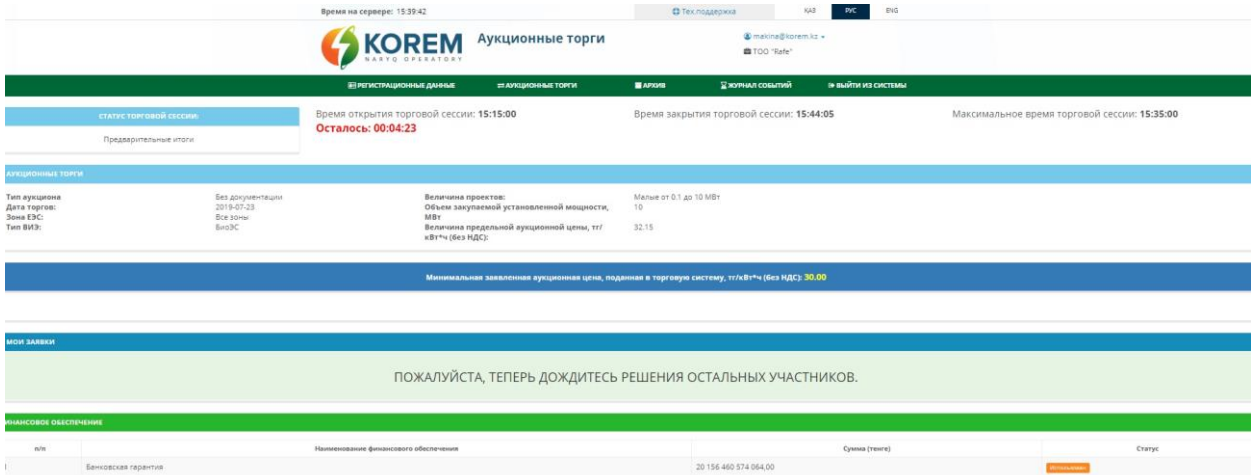 Время на сервере: 15:39:42
Тех.поддержка
ҚАЗ РУС ENG
KOREM
NARYQ OPERATORY
Аукционные торги
makina@korem.kz
ТОО "Rafe"
РЕГИСТРАЦИОННЫЕ ДАННЫЕ
АУКЦИОННЫЕ ТОРГИ
АРХИВ
ЖУРНАЛ СОБЫТИЙ
ВЫЙТИ ИЗ СИСТЕМЫ
СТАТУС ТОРГОВОЙ СЕССИИ:
Предварительные итоги
Время открытия торговой сессии: 15:15:00
Осталось: 00:04:23
Время закрытия торговой сессии: 15:44:05
Максимальное время торговой сессии: 15:35:00
АУКЦИОННЫЕ ТОРГИ
Тип аукциона Без документации
Дата торгов: 2019-07-23
Зона ЕЭС: Все зоны
Тип ВИЭ: БиоЭС
Величина проектов: Малые от 0.1 до 10 МВт
Объем закупаемой установленной мощности, 10
МВт
Величина предельной аукционной цены, тг/ 32.15
кВт*ч (без НДС):
Минимальная заявленная аукционная цена, поданная в торговую систему, тг/кВт*ч (без НДС): 30.00
МОИ ЗАЯВКИ
ПОЖАЛУЙСТА, ТЕПЕРЬ ДОЖДИТЕСЬ РЕШЕНИЯ ОСТАЛЬНЫХ УЧАСТНИКОВ.
ИНАНСОВОЕ ОБЕСПЕЧЕНИЕ
п/п Наименование финансового обеспечения Сумма (тенге) Статус
Банковская гарантия 20 156 460 574 064,00